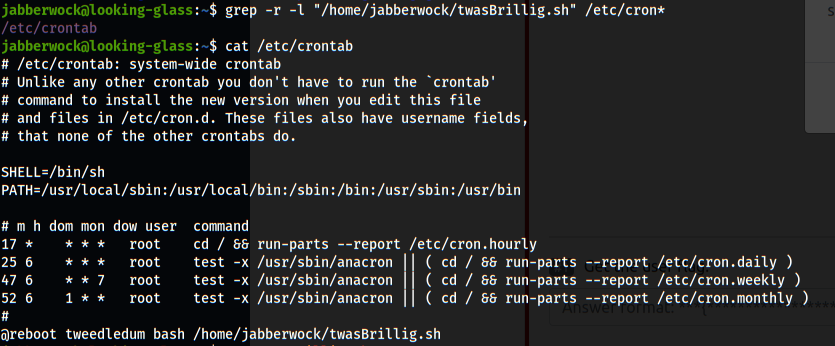 jabberwock@looking-glass:~$ grep -r -l "/home/jabberwock/twasBrillig.sh" /etc/cron*
/etc/crontab
jabberwock@looking-glass:~$ cat /etc/crontab
# /etc/crontab: system-wide crontab
# Unlike any other crontab you don't have to run the `crontab'
# command to install the new version when you edit this file
# and files in /etc/cron.d. These files also have username fields,
# that none of the other crontabs do.
SHELL=/bin/sh
PATH=/usr/local/sbin:/usr/local/bin:/sbin:/bin:/usr/sbin:/usr/bin
# m h dom mon dow user  command
17 *    * * *   root    cd / && run-parts --report /etc/cron.hourly
25 6    * * *   root    test -x /usr/sbin/anacron || ( cd / && run-parts --report /etc/cron.daily )
47 6    * * 7   root    test -x /usr/sbin/anacron || ( cd / && run-parts --report /etc/cron.weekly )
52 6    1 * *   root    test -x /usr/sbin/anacron || ( cd / && run-parts --report /etc/cron.monthly )
#
@reboot tweedledum bash /home/jabberwock/twasBrillig.sh
Get the user flag.
Answer format: